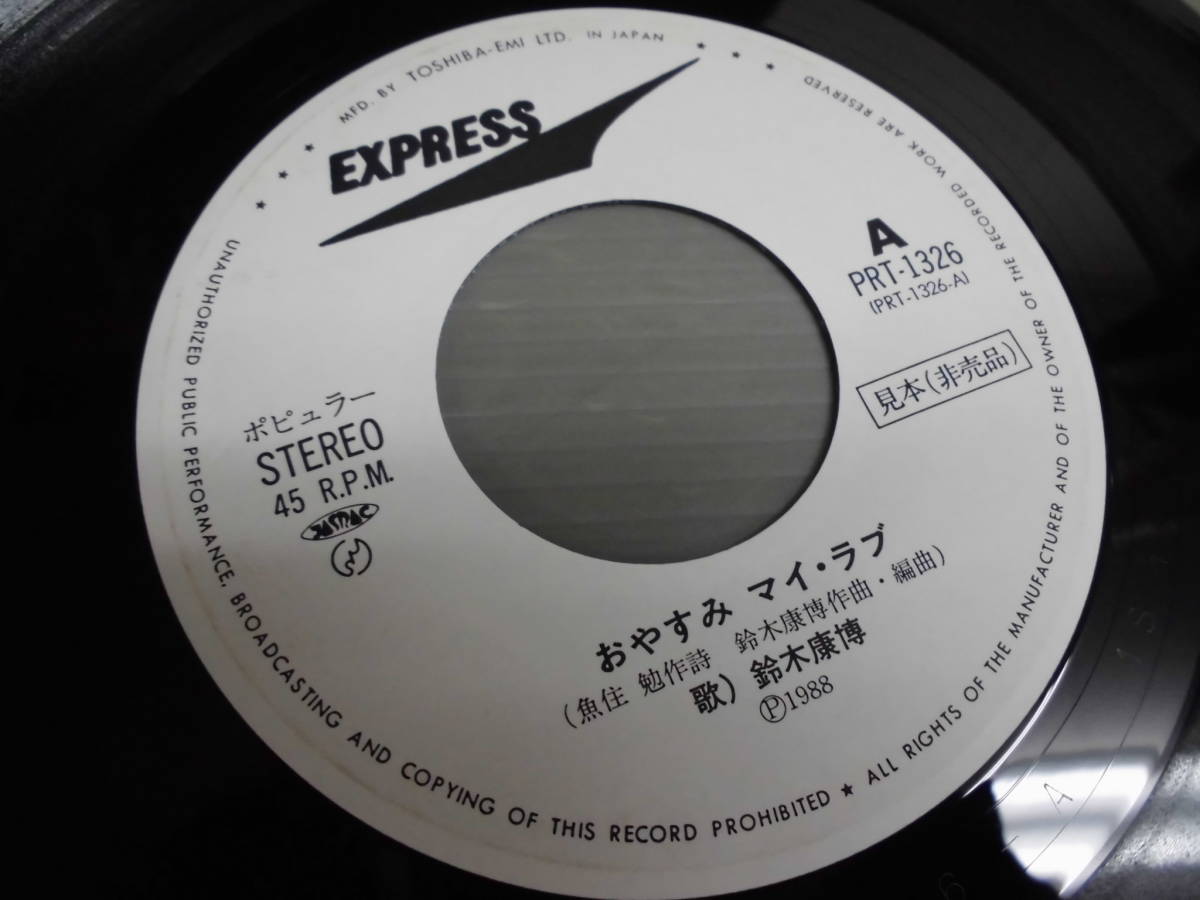 MFD. BY TOSHIBA-EMI LTD. IN JAPAN
EXPRESS
A
PRT-1326
(PRT-1326-A)
見本(非売品)
ポピュラー
STEREO
45 R.P.M.
JASRAC
おやすみ マイ・ラブ
(魚住 勉作詩 鈴木康博作曲・編曲)
歌) 鈴木康博
Ⓟ1988
UNAUTHORIZED PUBLIC PERFORMANCE, BROADCASTING AND COPYING OF THIS RECORD PROHIBITED ★ ALL RIGHTS OF THE MANUFACTURER AND OF THE OWNER OF THE RECORDED WORK ARE RESERVED